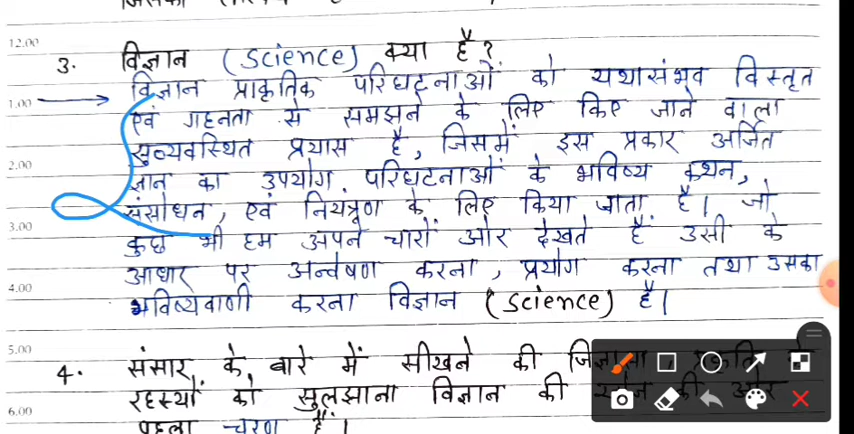 12.00
3. विज्ञान (Science) क्या है?
विज्ञान प्राकृतिक परिघटनाओं को यथासंभव विस्तृत
1.00
एवं गहनता से समझने के लिए किए जाने वाला
सुव्यवस्थित प्रयास है, जिसमें इस प्रकार अर्जित
2.00
ज्ञान का उपयोग परिघटनाओं के भविष्य कथन,
संसोधन, एवं नियंत्रण के लिए किया जाता है। जो
3.00
कुछ भी हम अपने चारों ओर देखते हैं उसी के
आधार पर अन्वेषण करना, प्रयोग करना तथा उसका
4.00
भविष्यवाणी करना विज्ञान (Science) है।
5.00
4. संसार के बारे में सीखने की जिज्ञासा, प्रकृति
रहस्यों को सुलझाना विज्ञान की की ओर
6.00
पहला चरण है।